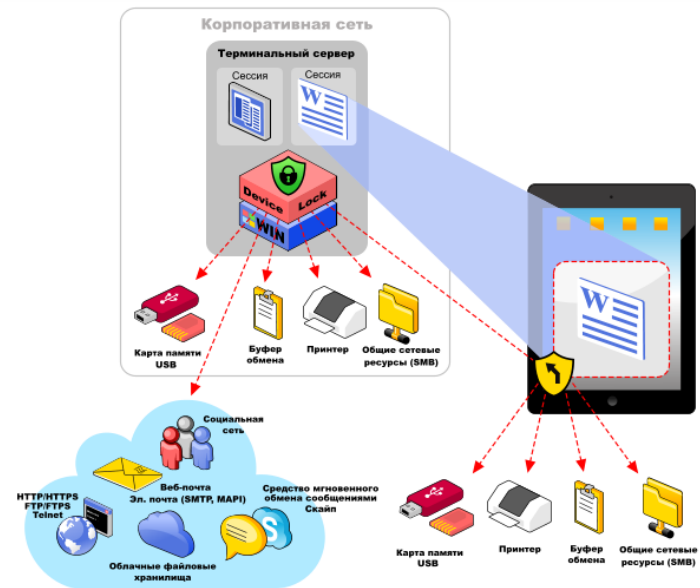 Корпоративная сеть
Терминальный сервер
Сессия
Сессия
W
Device
Lock
WIN
W
Карта памяти
USB
Буфер
обмена
Принтер
Общие сетевые
ресурсы (SMB)
Социальная
сеть
Веб-почта
Эл. почта (SMTP, MAPI)
HTTP/HTTPS
FTP/FTPS
Telnet
Средство мгновенного
обмена сообщениями
Скайп
S
Облачные файловые
хранилища
Карта памяти
USB
Принтер
Буфер
обмена
Общие сетевые
ресурсы (SMB)